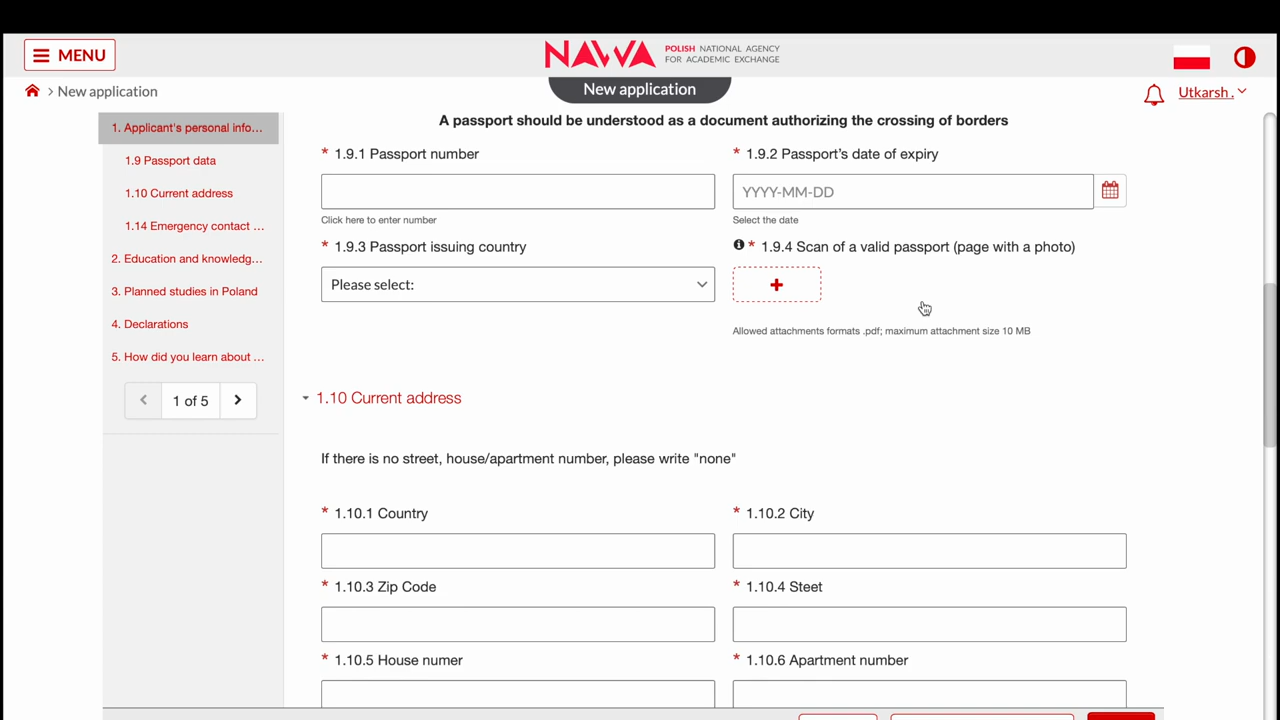 MENU
NAWA POLISH NATIONAL AGENCY
FOR ACADEMIC EXCHANGE
> New application
New application
Utkarsh .
1. Applicant's personal info...
1.9 Passport data
1.10 Current address
1.14 Emergency contact ...
2. Education and knowledg...
3. Planned studies in Poland
4. Declarations
5. How did you learn about ...
1 of 5
A passport should be understood as a document authorizing the crossing of borders
* 1.9.1 Passport number
* 1.9.2 Passport's date of expiry
YYYY-MM-DD
Click here to enter number
Select the date
* 1.9.3 Passport issuing country
* 1.9.4 Scan of a valid passport (page with a photo)
Please select:
+
Allowed attachments formats .pdf; maximum attachment size 10 MB
1.10 Current address
If there is no street, house/apartment number, please write "none"
* 1.10.1 Country
* 1.10.2 City
* 1.10.3 Zip Code
* 1.10.4 Steet
* 1.10.5 House numer
* 1.10.6 Apartment number